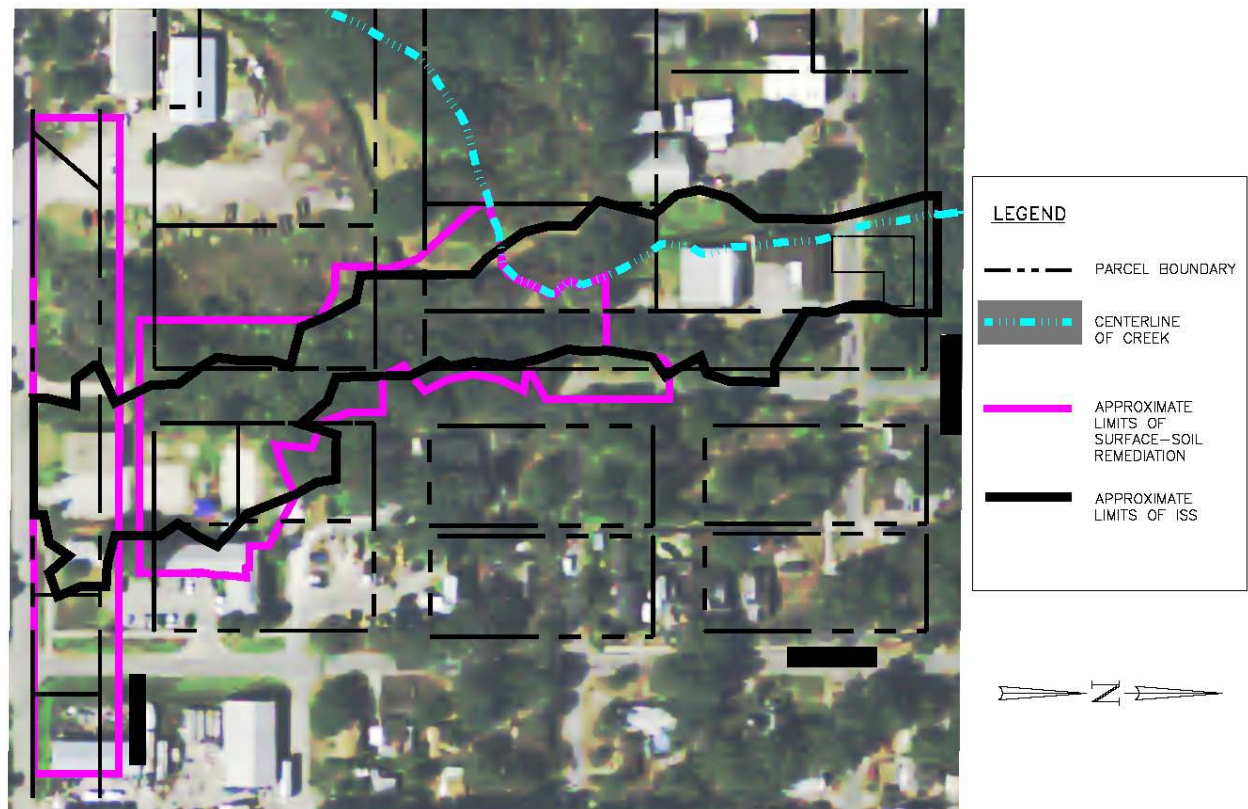 LEGEND
PARCEL BOUNDARY
CENTERLINE
OF CREEK
APPROXIMATE
LIMITS OF
SURFACE-SOIL
REMEDIATION
APPROXIMATE
LIMITS OF ISS
N